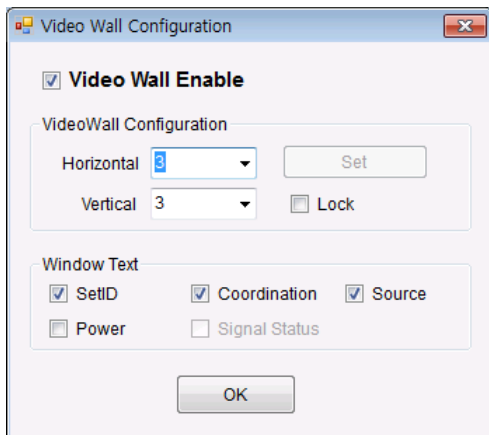 Video Wall Configuration
Video Wall Enable
VideoWall Configuration
Horizontal 3 Set
Vertical 3 Lock
Window Text
SetID Coordination Source
Power Signal Status
OK